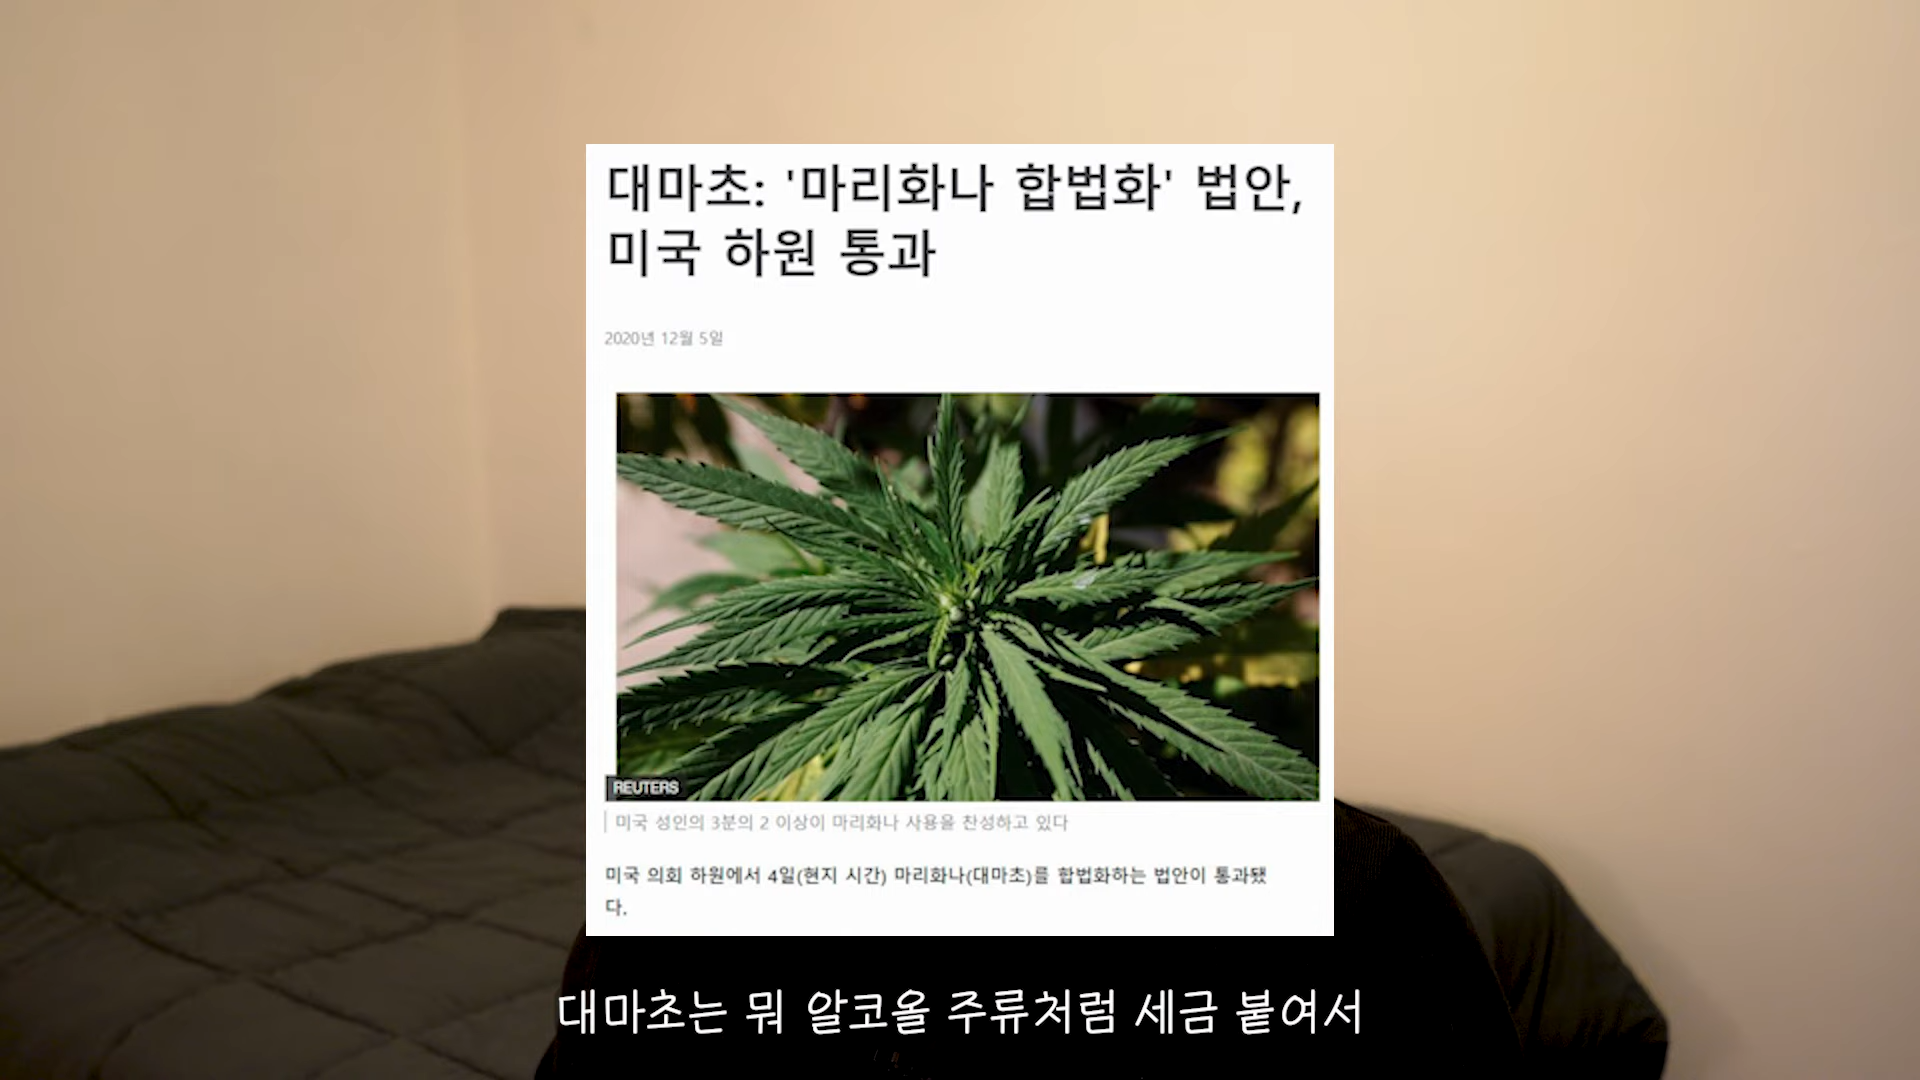 대마초: '마리화나 합법화' 법안,
미국 하원 통과
2020년 12월 5일
REUTERS
미국 성인의 3분의 2 이상이 마리화나 사용을 찬성하고 있다
미국 의회 하원에서 4일(현지 시간) 마리화나(대마초)를 합법화하는 법안이 통과됐
다.
대마초는 뭐 알코올 주류처럼 세금 붙여서